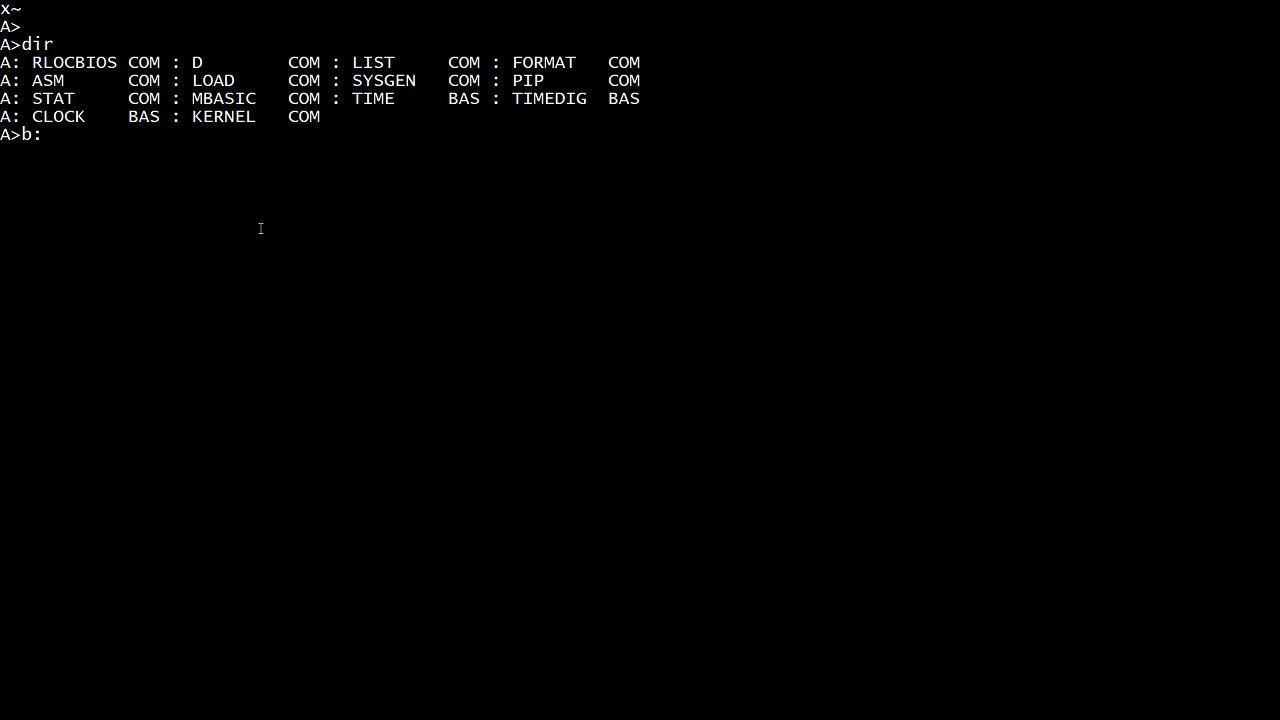 x~
A>
A>dir
A: RLOCBIOS COM : D        COM : LIST     COM : FORMAT   COM
A: ASM      COM : LOAD     COM : SYSGEN   COM : PIP      COM
A: STAT     COM : MBASIC   COM : TIME     BAS : TIMEDIG  BAS
A: CLOCK    BAS : KERNEL   COM
A>b: